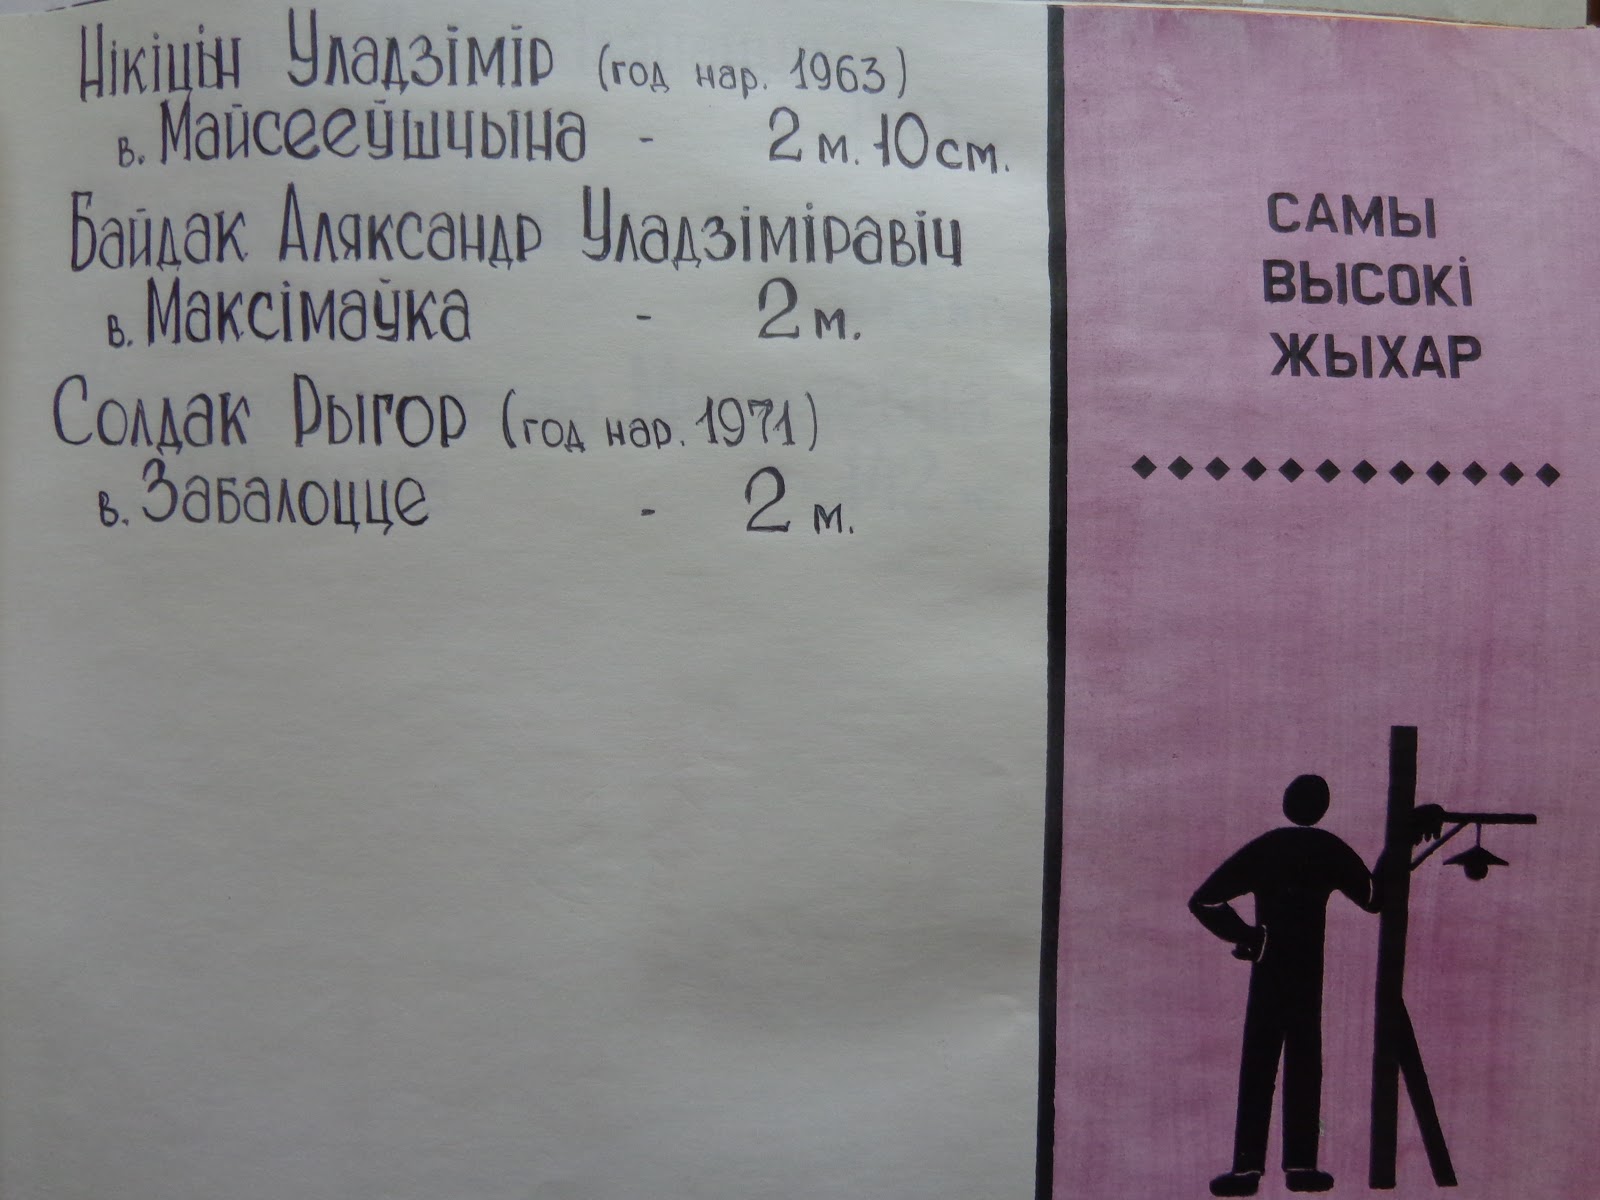 Нікіцін Уладзімір (год нар. 1963)
в. Майсееўшчына - 2 м. 10 см.
Байдак Аляксандр Уладзіміравіч
в. Максімаўка - 2 м.
Солдак Рыгор (год нар. 1971)
в. Забалоцце - 2 м.
САМЫ
ВЫСОКІ
ЖЫХАР